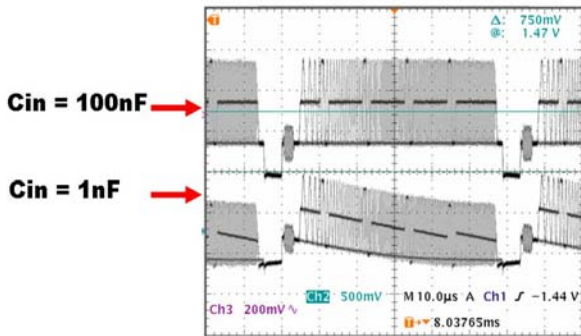 Δ: 750mV
@: 1.47 V
Cin = 100nF
Cin = 1nF
Ch2 500mV M 10.0µs A Ch1 ʃ −1.44 V
Ch3 200mV∿
T→▾ 8.03765ms